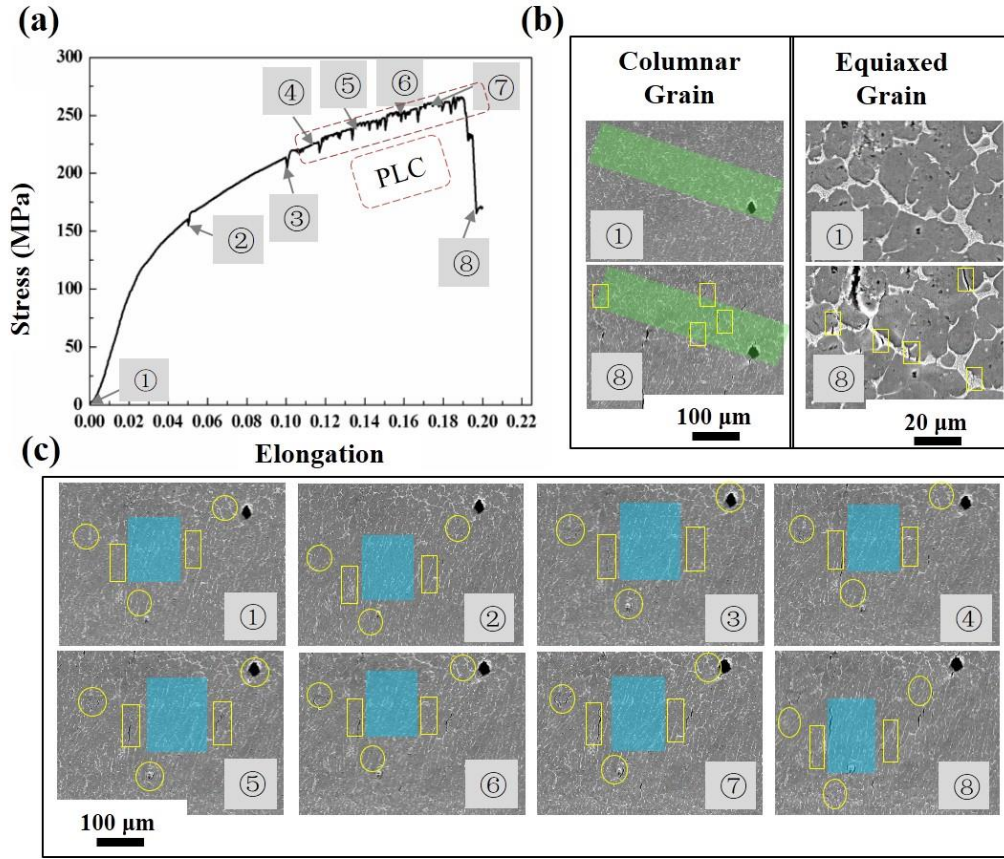 (a)
300
250
200
150
100
50
0
Stress (MPa)
0.00 0.02 0.04 0.06 0.08 0.10 0.12 0.14 0.16 0.18 0.20 0.22
Elongation
①
②
③
④
⑤
⑥
⑦
⑧
PLC
(b)
Columnar
Grain
Equiaxed
Grain
①
①
⑧
⑧
100 μm
20 μm
(c)
①
②
③
④
⑤
⑥
⑦
⑧
100 μm